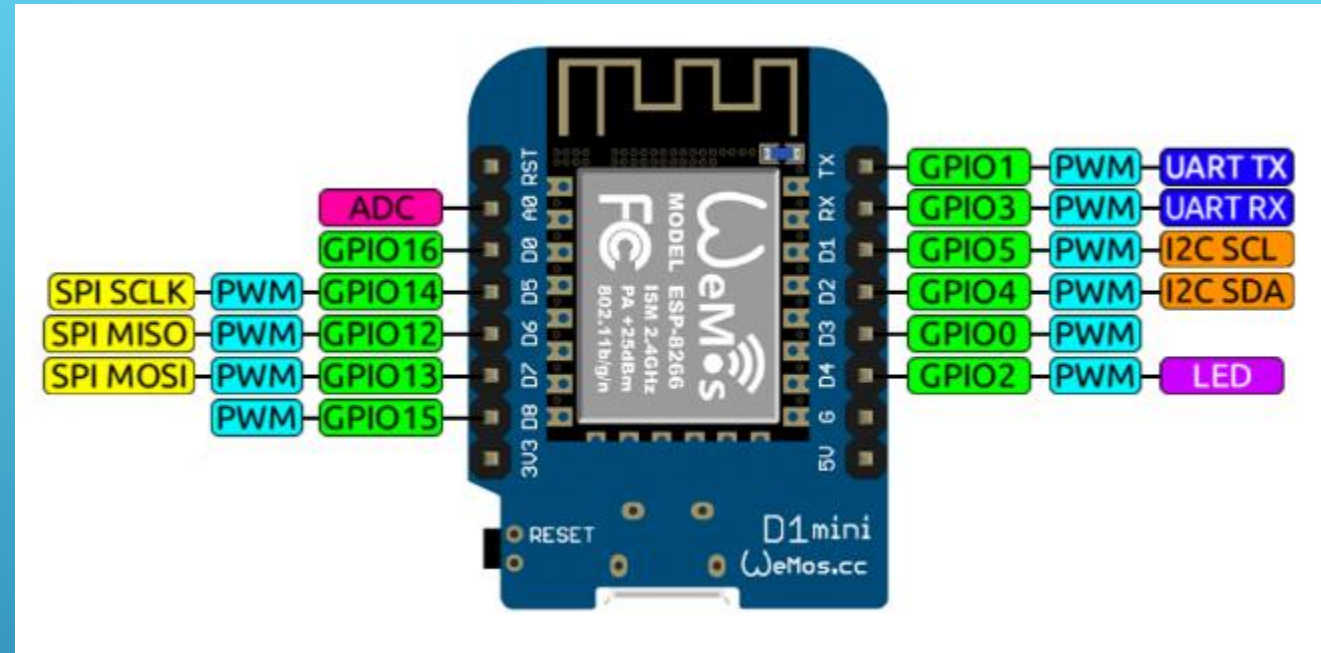 RST
ADC A0
GPIO16 D0
SPI SCLK PWM GPIO14 D5
SPI MISO PWM GPIO12 D6
SPI MOSI PWM GPIO13 D7
PWM GPIO15 D8
3V3
WeMos
MODEL ESP-8266
ISM 2.4GHz
PA +25dBm
802.11b/g/n
FC
TX GPIO1 PWM UART TX
RX GPIO3 PWM UART RX
D1 GPIO5 PWM I2C SCL
D2 GPIO4 PWM I2C SDA
D3 GPIO0 PWM
D4 GPIO2 PWM LED
G
5V
RESET
D1 mini
WeMos.cc